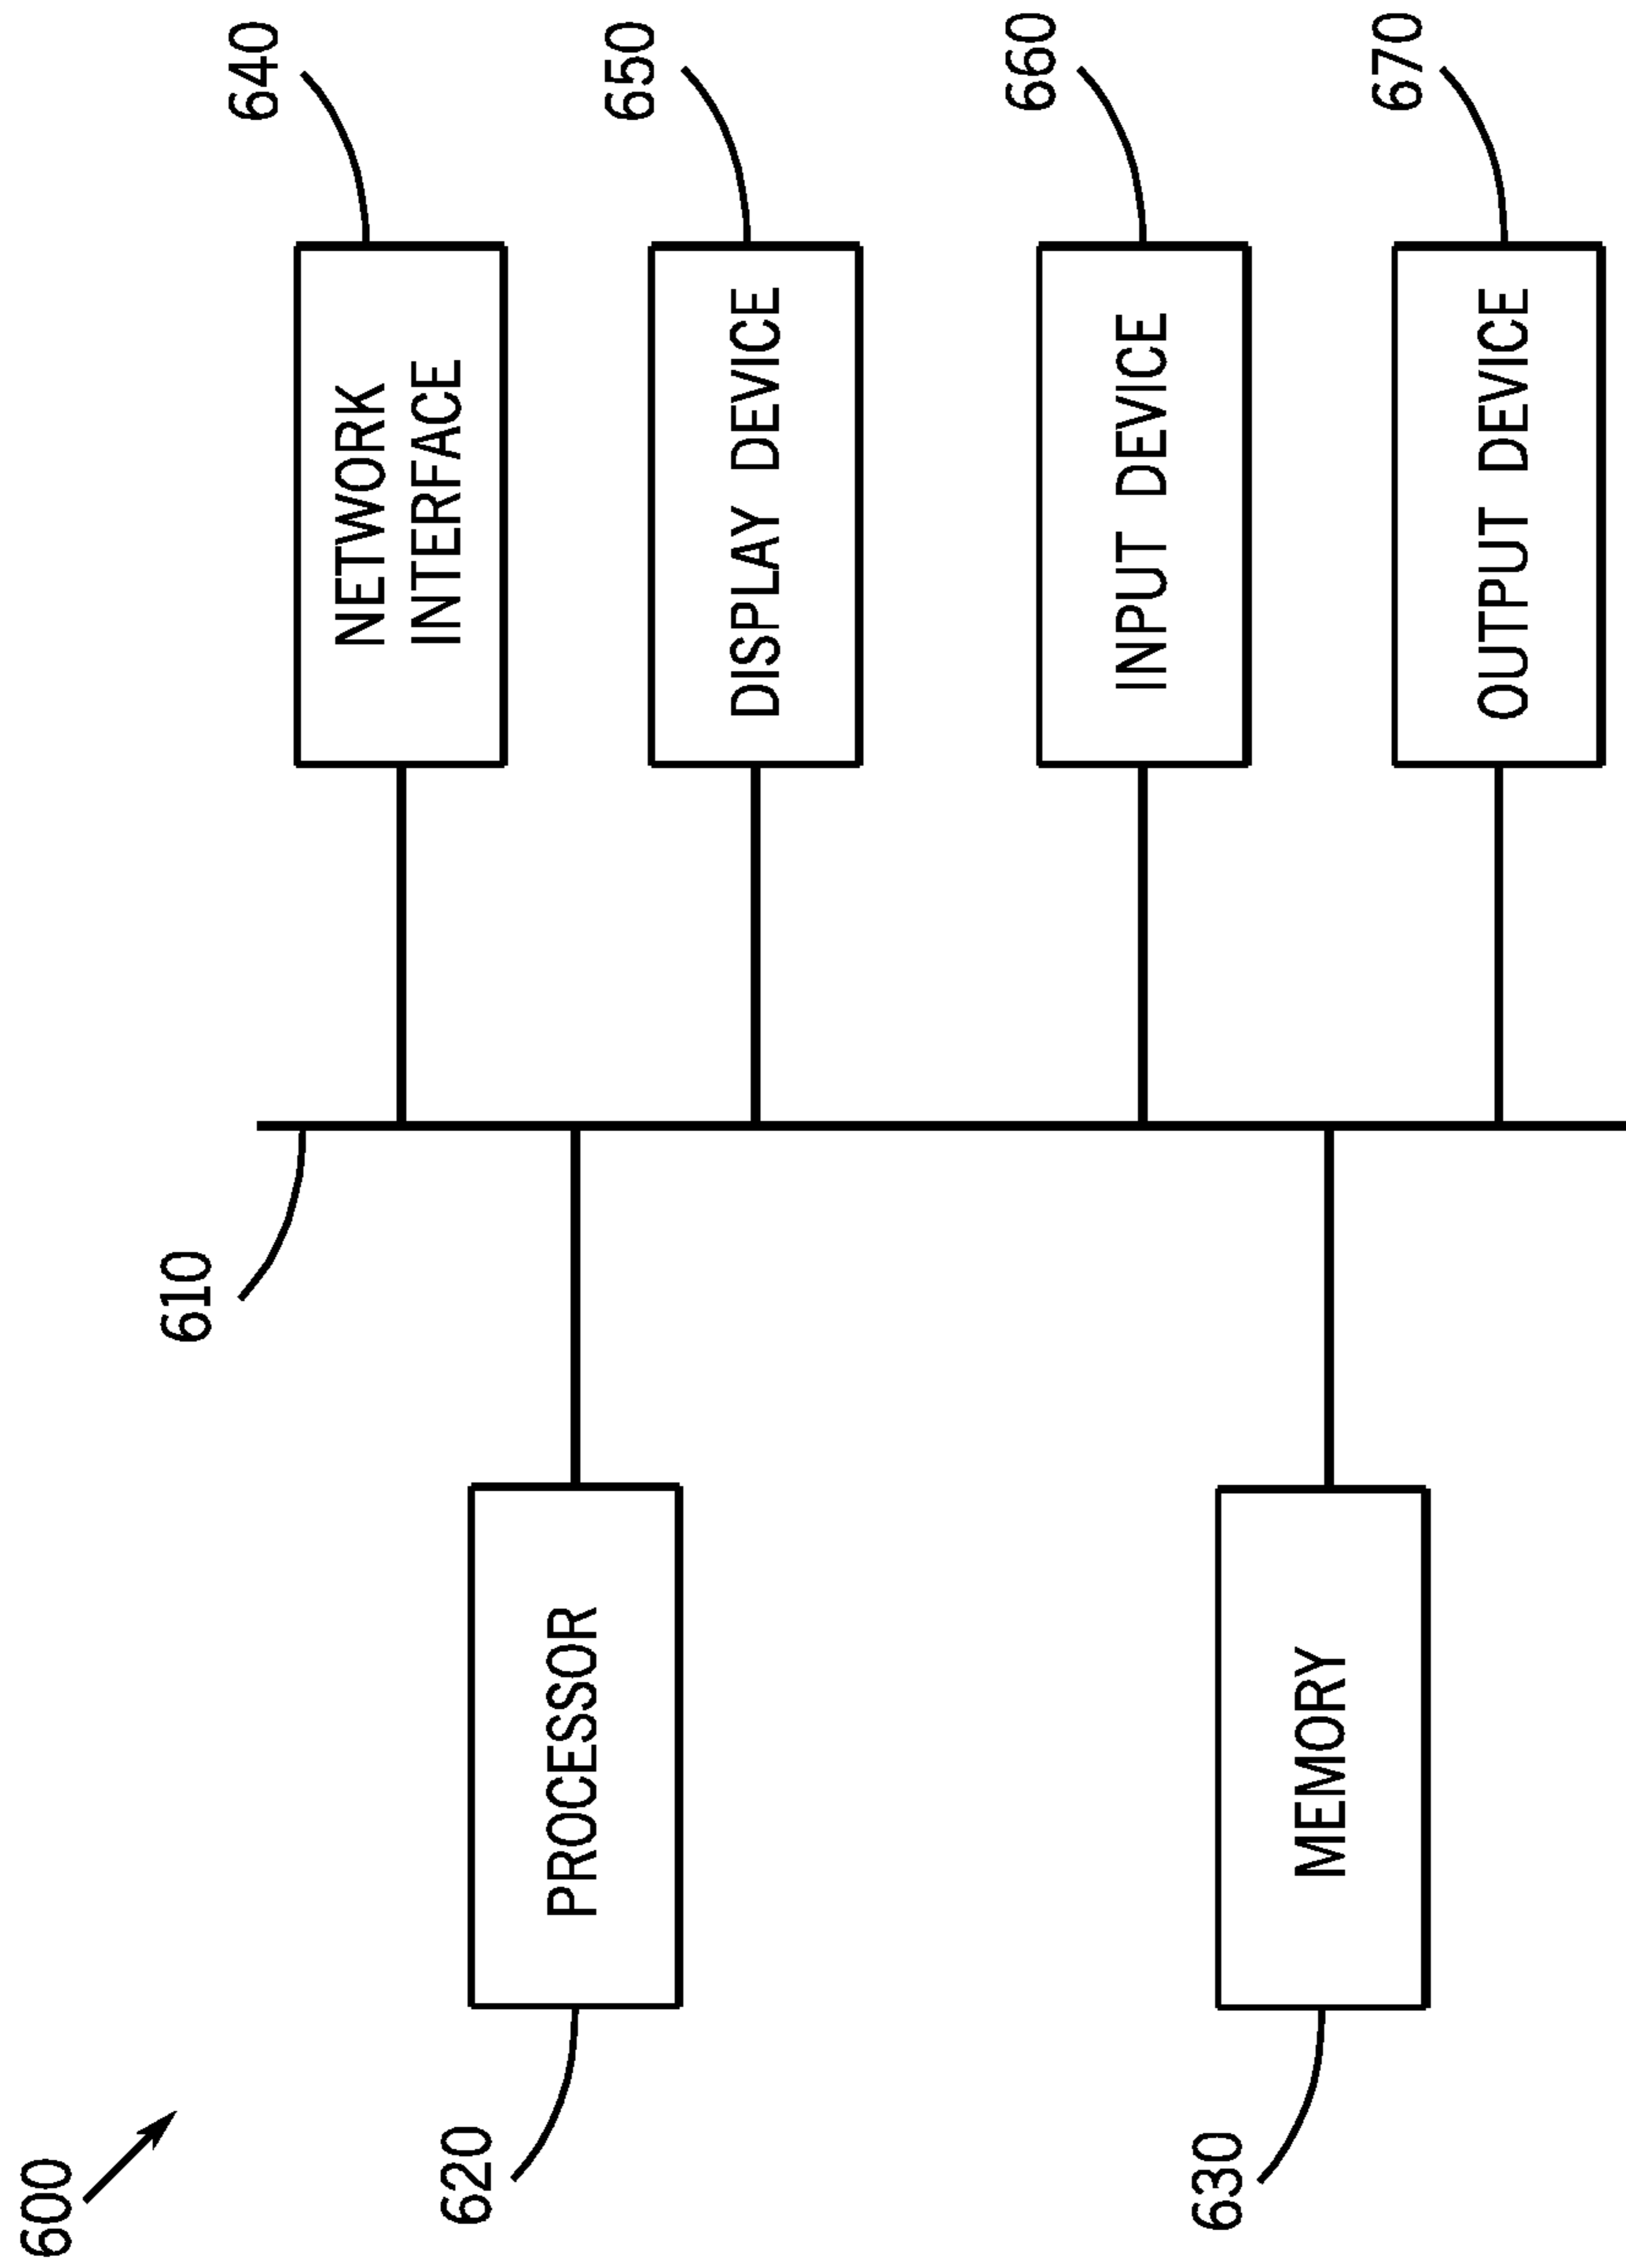 600
610
620
PROCESSOR
630
MEMORY
640
NETWORK
INTERFACE
650
DISPLAY DEVICE
660
INPUT DEVICE
670
OUTPUT DEVICE